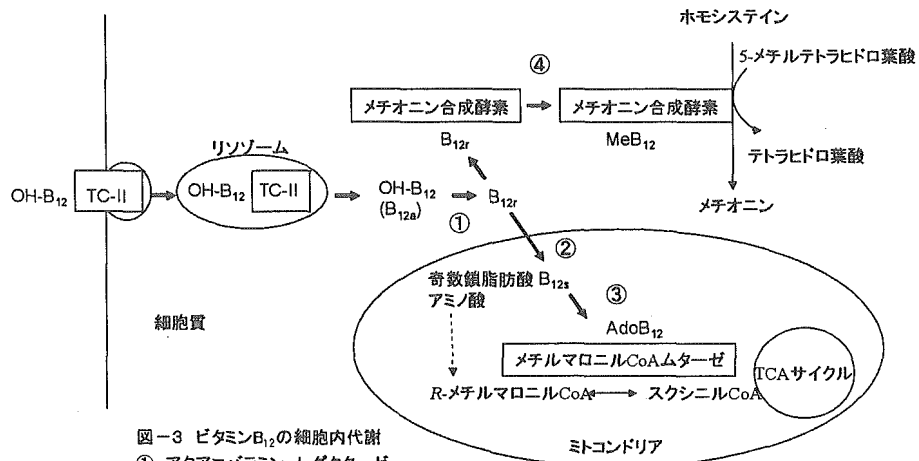 ホモシステイン
5-メチルテトラヒドロ葉酸
④
メチオニン合成酵素
メチオニン合成酵素
B12r
MeB12
テトラヒドロ葉酸
メチオニン
リソゾーム
OH-B12
TC-II
OH-B12
TC-II
OH-B12
(B12a)
①
B12r
②
奇数鎖脂肪酸
アミノ酸
B12s
③
AdoB12
細胞質
メチルマロニルCoAムターゼ
TCAサイクル
R-メチルマロニルCoA
スクシニルCoA
ミトコンドリア
図－3 ビタミンB12の細胞内代謝